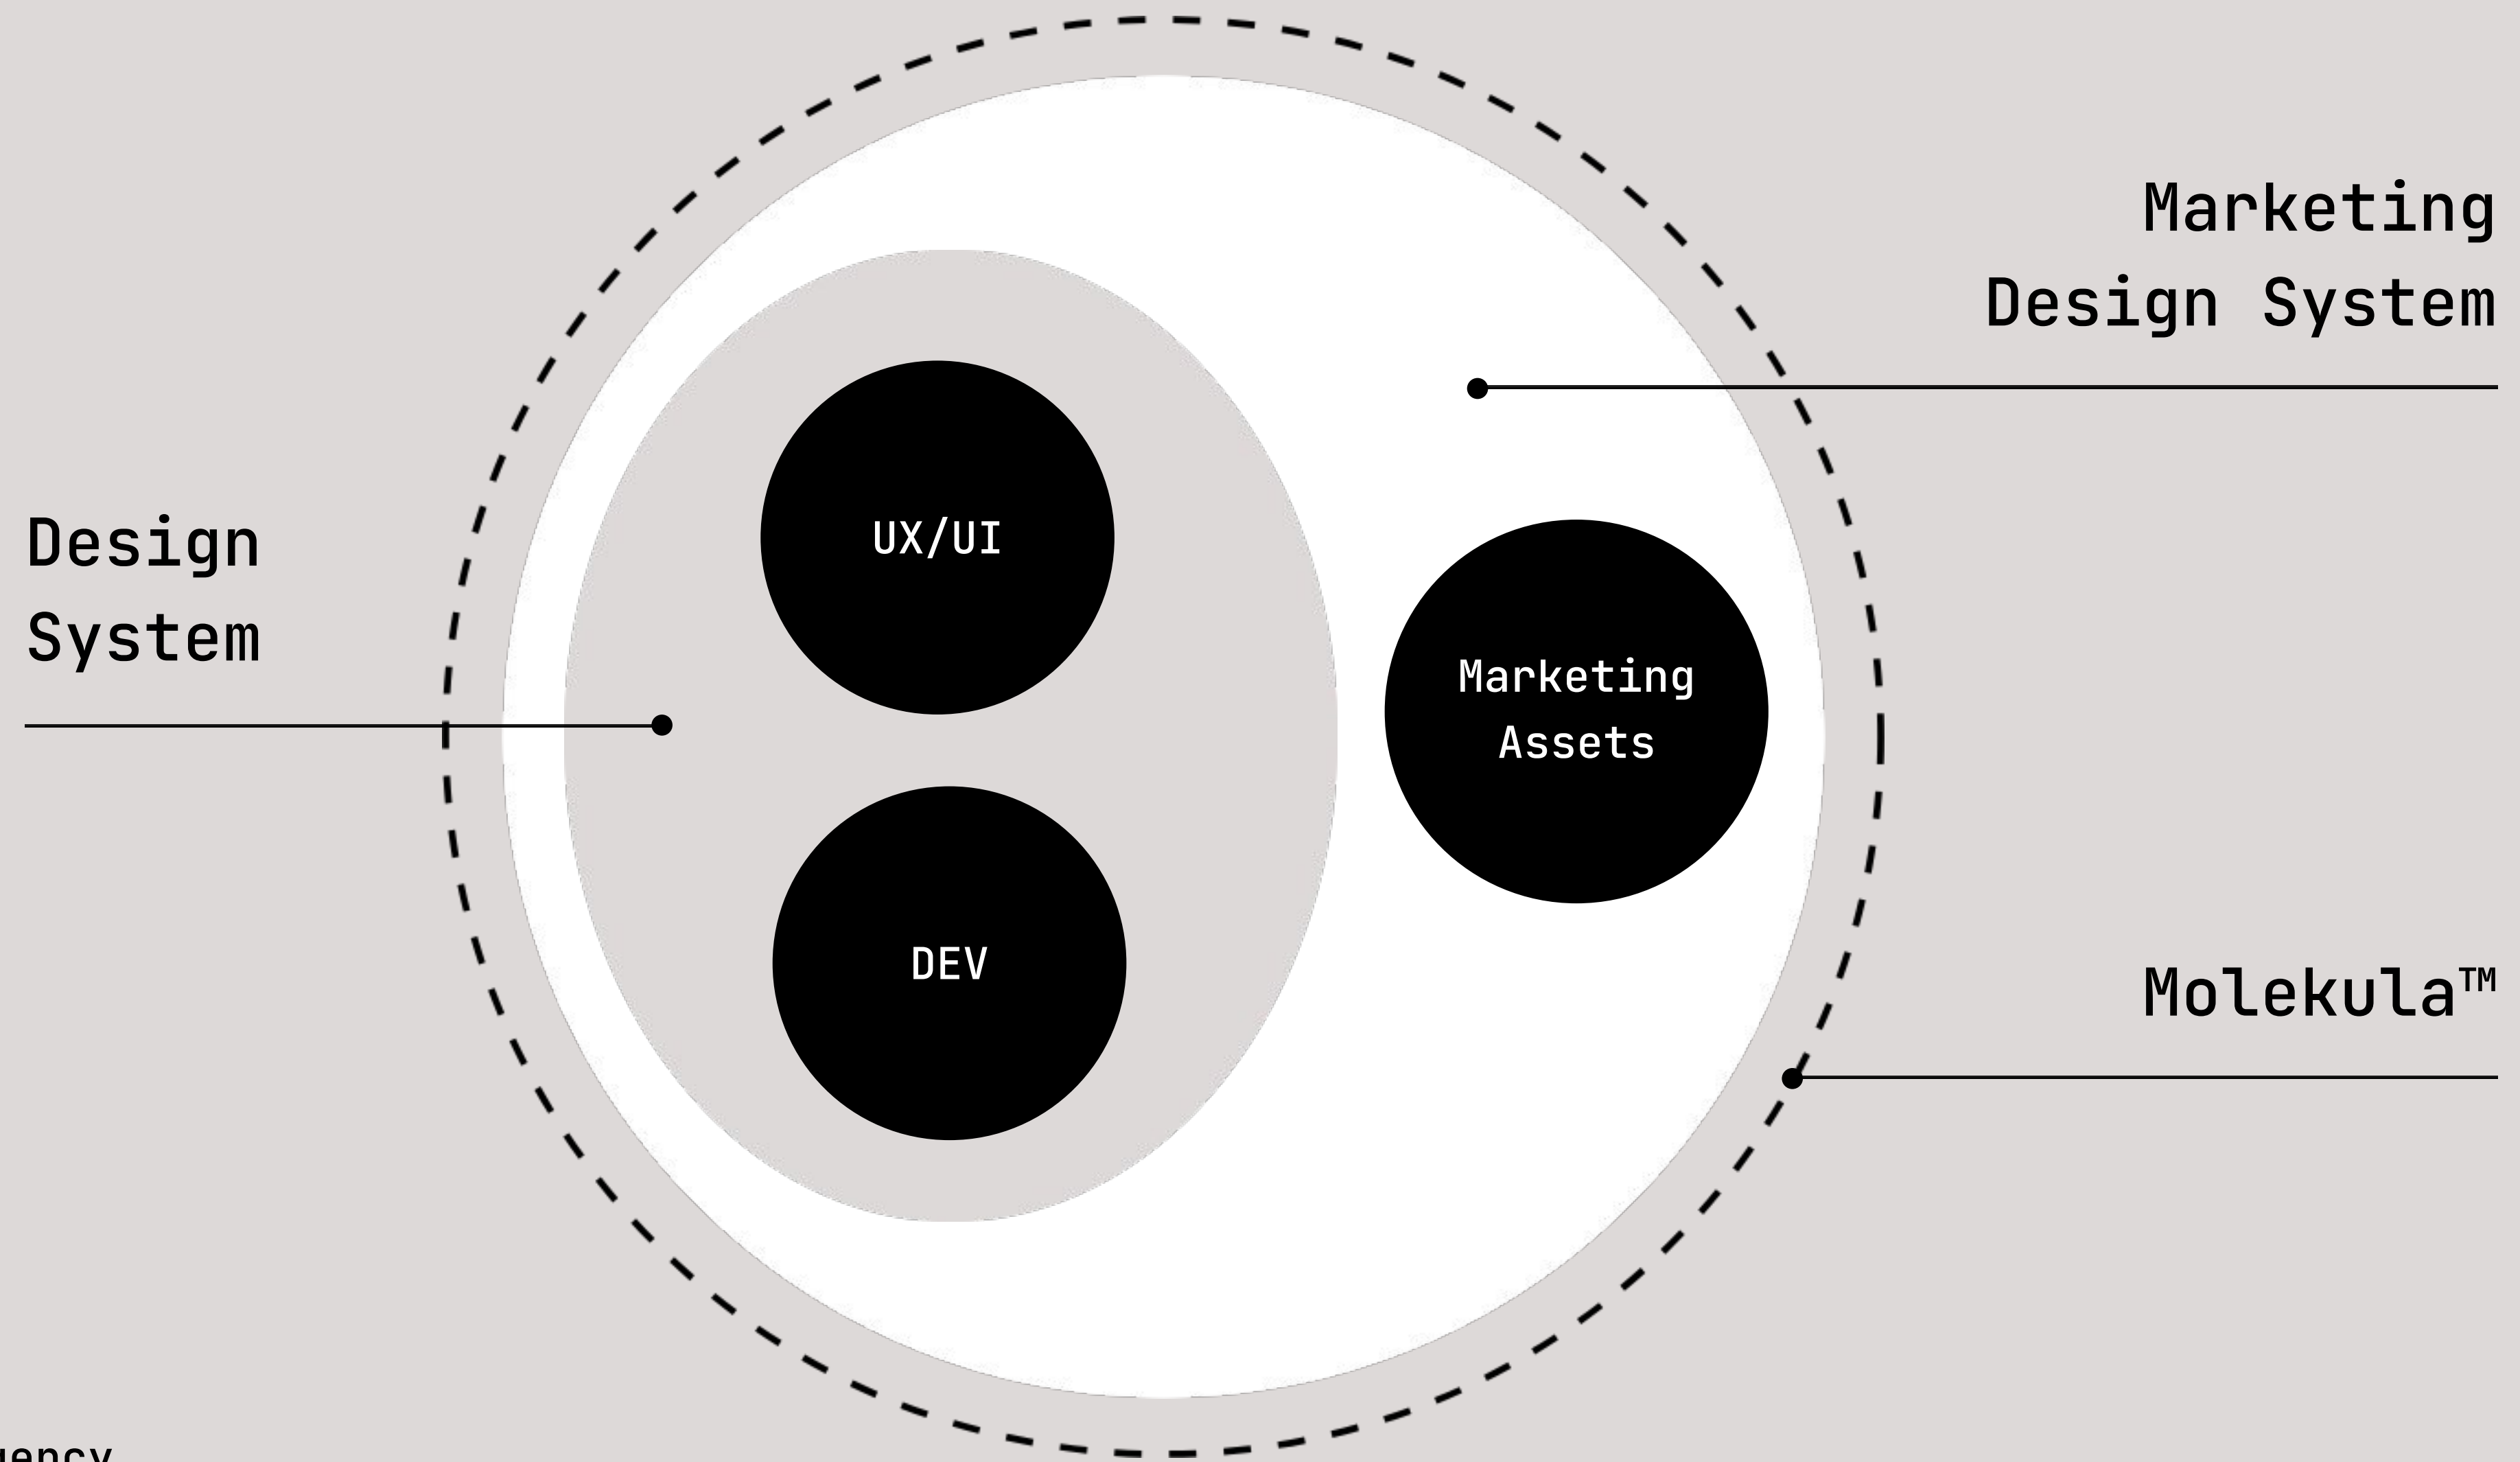 Marketing
Design System
Design
System
UX/UI
Marketing
Assets
DEV
Molekula™